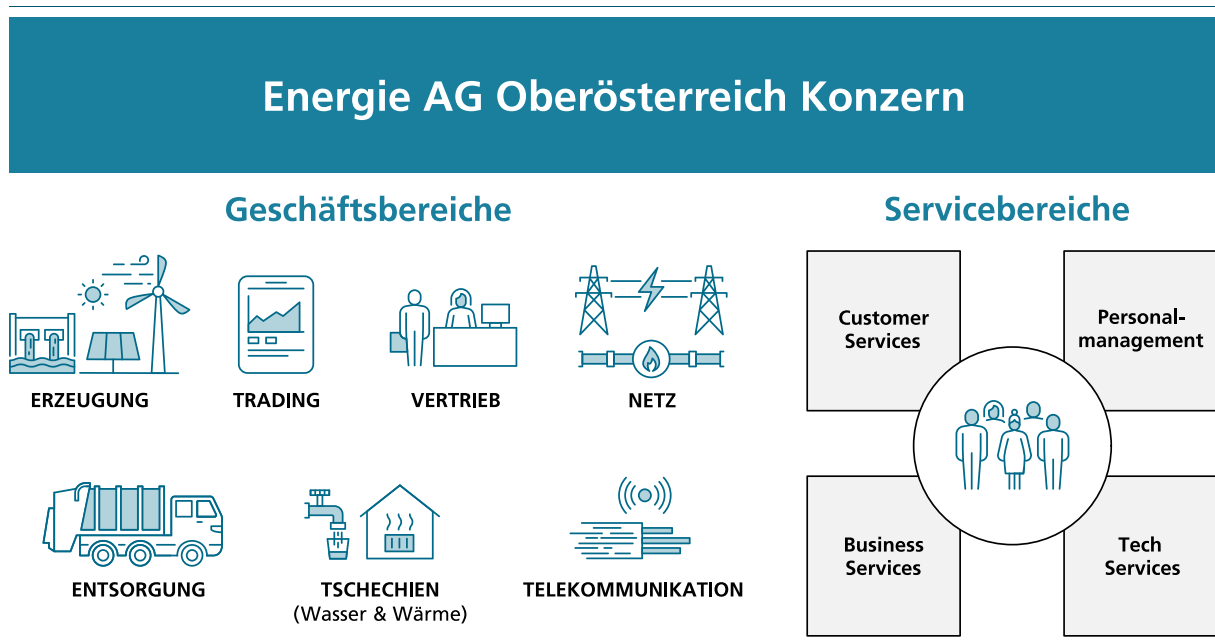 Energie AG Oberösterreich Konzern
Geschäftsbereiche
ERZEUGUNG
TRADING
VERTRIEB
NETZ
ENTSORGUNG
TSCHECHIEN
(Wasser & Wärme)
TELEKOMMUNIKATION
Servicebereiche
Customer
Services
Personal-
management
Business
Services
Tech
Services